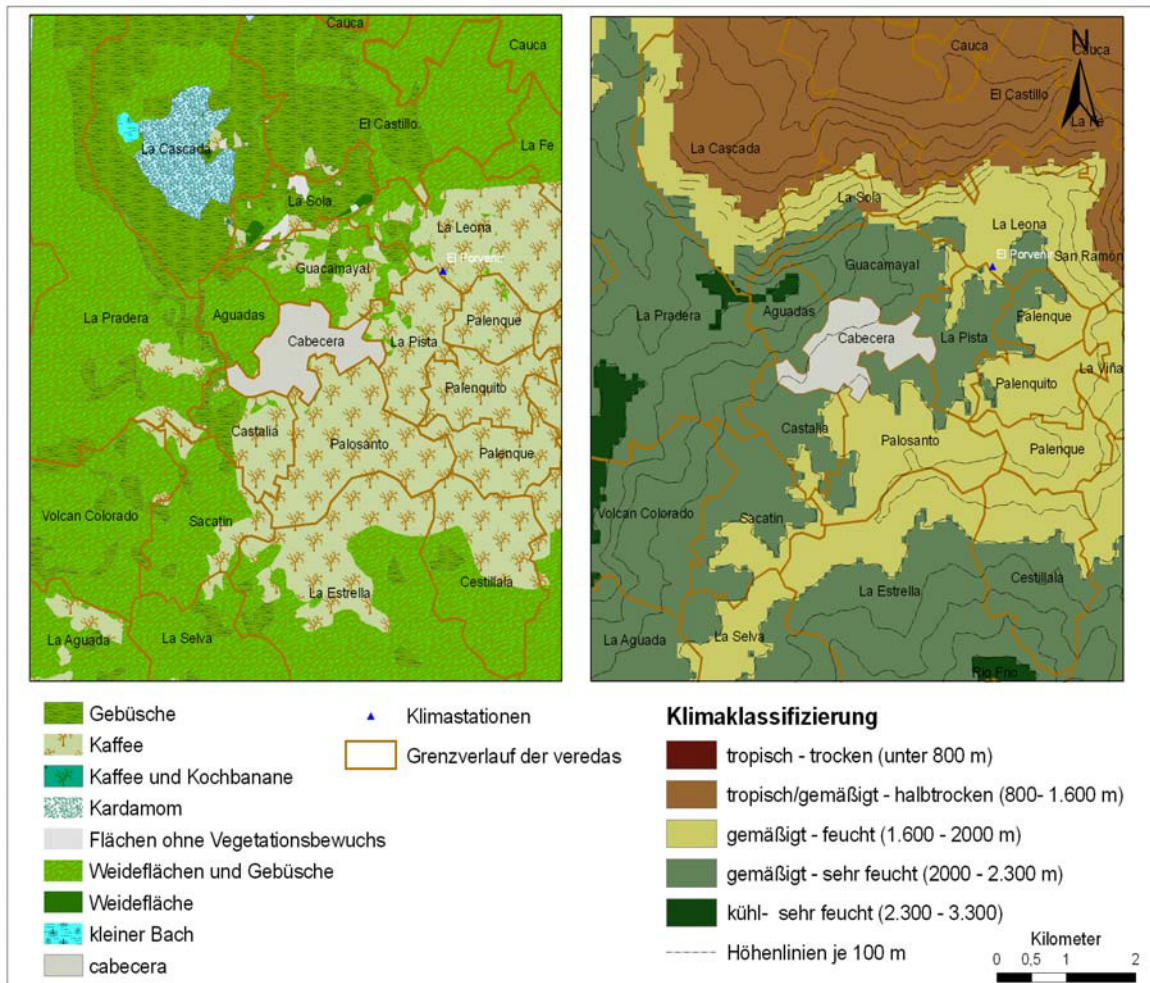 Cauca
Cauca
El Castillo
La Fe
La Cascada
La Sola
La Leona
El Porvenir
Guacamayal
La Pradera
Aguadas
Cabecera
La Pista
Palenque
Palenquito
Castalia
Palosanto
Palenque
Volcan Colorado
Sacatin
La Estrella
Cestillala
La Aguada
La Selva
N
Cauca
Cauca
El Castillo
La Fe
La Cascada
La Sola
La Leona
El Porvenir
San Ramon
Guacamayal
La Pradera
Aguadas
Cabecera
La Pista
Palenque
La Viña
Palenquito
Castalia
Palosanto
Palenque
Volcan Colorado
Sacatin
La Estrella
Cestillala
La Aguada
La Selva
Rio Frio
Gebüsche
Kaffee
Kaffee und Kochbanane
Kardamom
Flächen ohne Vegetationsbewuchs
Weideflächen und Gebüsche
Weidefläche
kleiner Bach
cabecera
Klimastationen
Grenzverlauf der veredas
Klimaklassifizierung
tropisch - trocken (unter 800 m)
tropisch/gemäßigt - halbtrocken (800- 1.600 m)
gemäßigt - feucht (1.600 - 2000 m)
gemäßigt - sehr feucht (2000 - 2.300 m)
kühl- sehr feucht (2.300 - 3.300)
Höhenlinien je 100 m
Kilometer
0 0,5 1 2